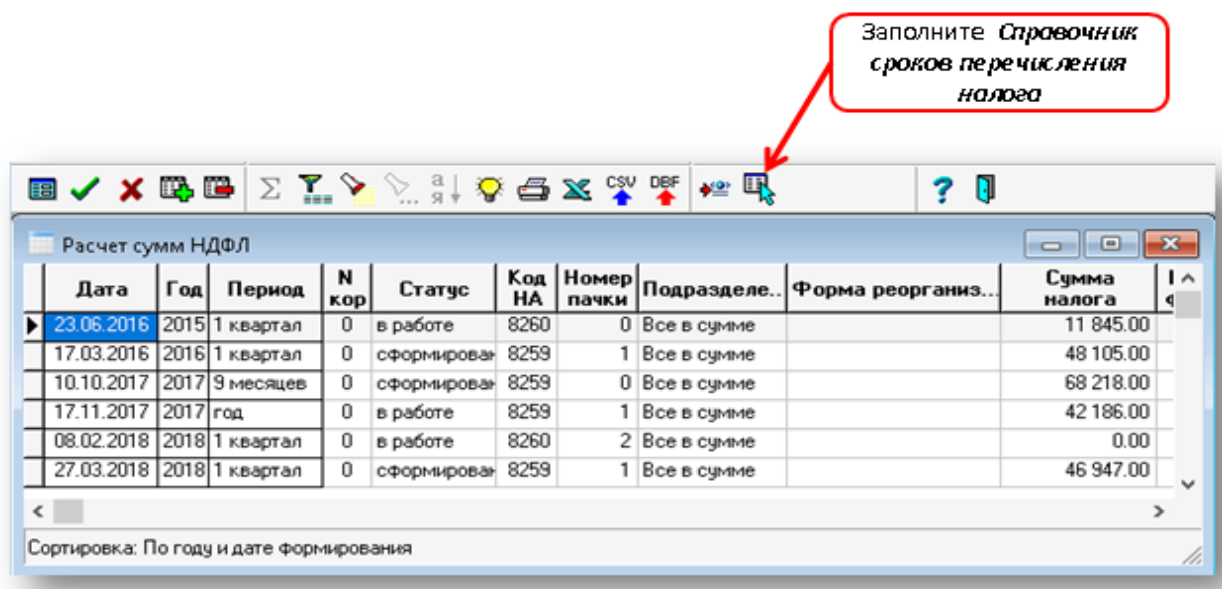 Заполните Справочник
сроков перечисления
налога
а
я
CSV
DBF
?
Расчет сумм НДФЛ
Дата Год Период N кор Статус Код НА Номер пачки Подразделе.. Форма реорганиз... Сумма налога
23.06.2016 2015 1 квартал 0 в работе 8260 0 Все в сумме 11 845.00
17.03.2016 2016 1 квартал 0 сформирован 8259 1 Все в сумме 48 105.00
10.10.2017 2017 9 месяцев 0 сформирован 8259 0 Все в сумме 68 218.00
17.11.2017 2017 год 0 в работе 8259 1 Все в сумме 42 186.00
08.02.2018 2018 1 квартал 0 в работе 8260 2 Все в сумме 0.00
27.03.2018 2018 1 квартал 0 сформирован 8259 1 Все в сумме 46 947.00
Сортировка: По году и дате формирования